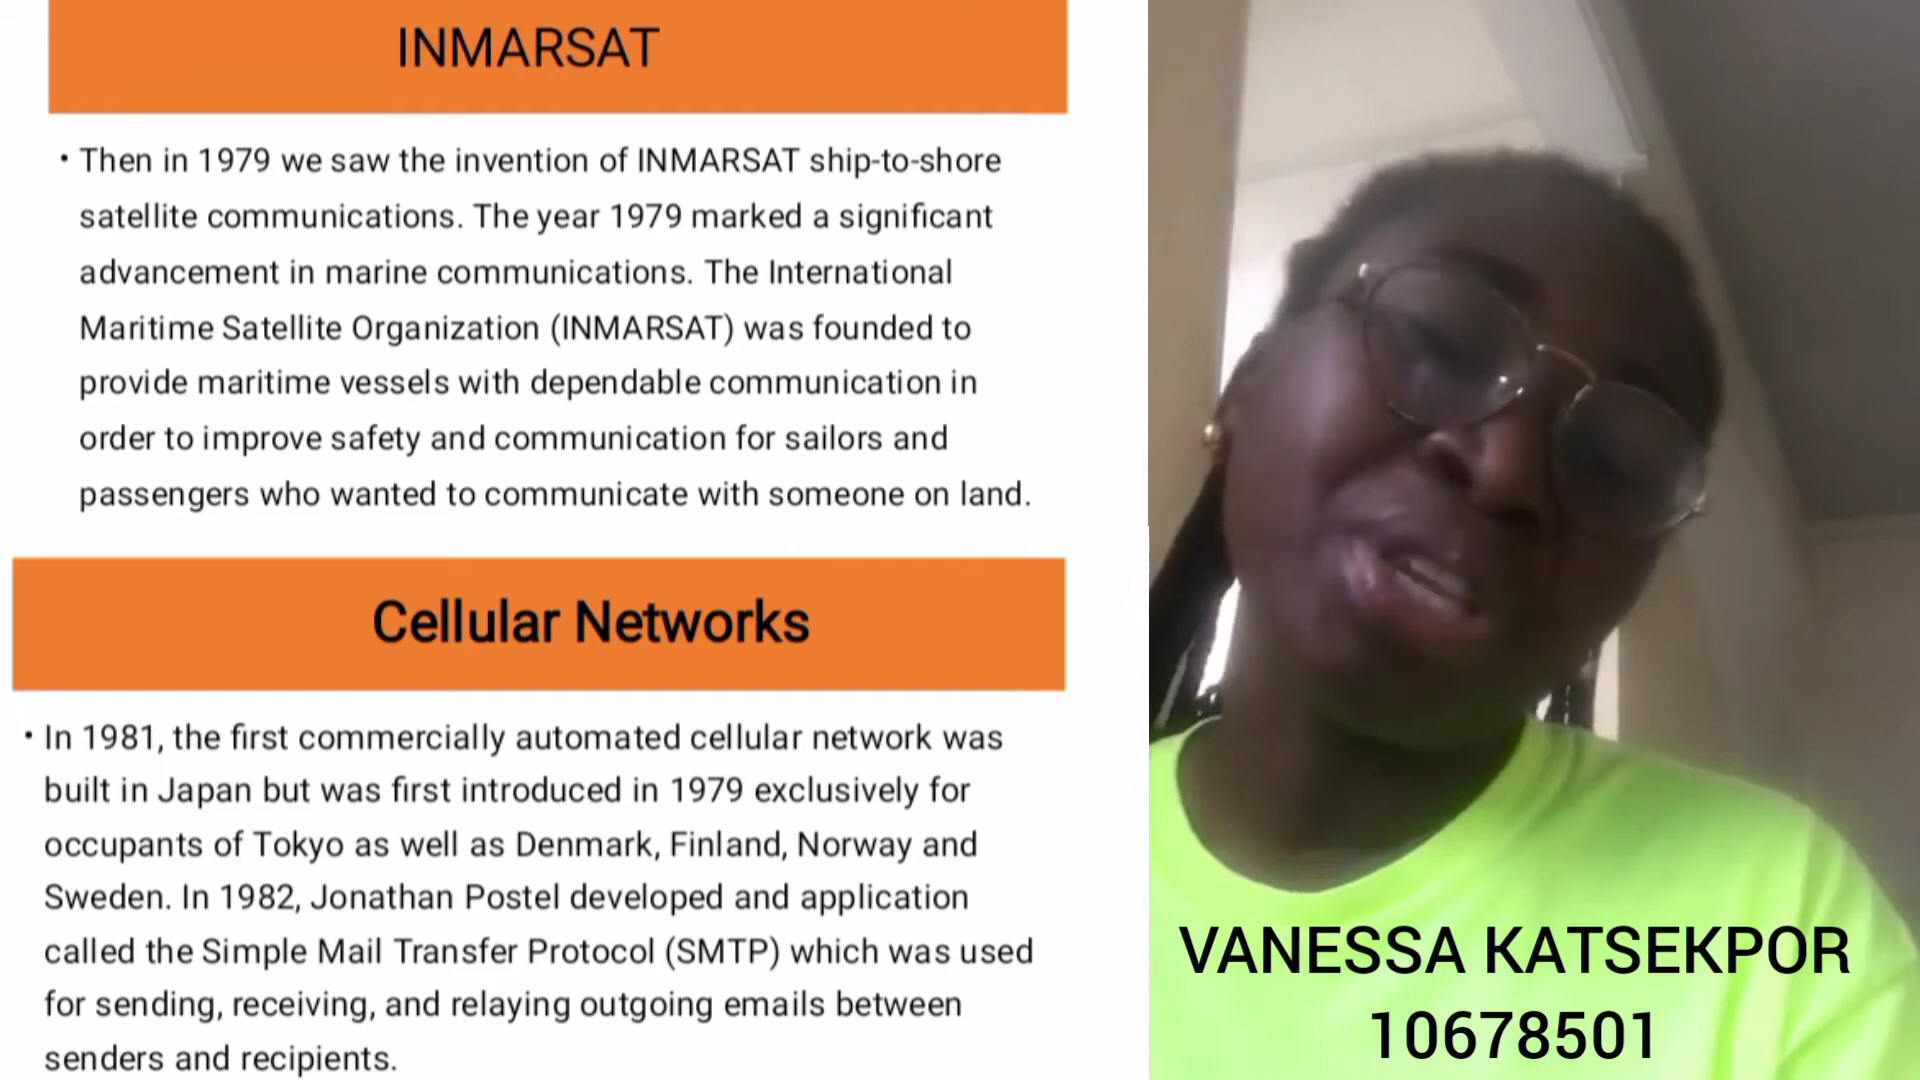 INMARSAT
• Then in 1979 we saw the invention of INMARSAT ship-to-shore
satellite communications. The year 1979 marked a significant
advancement in marine communications. The International
Maritime Satellite Organization (INMARSAT) was founded to
provide maritime vessels with dependable communication in
order to improve safety and communication for sailors and
passengers who wanted to communicate with someone on land.
Cellular Networks
• In 1981, the first commercially automated cellular network was
built in Japan but was first introduced in 1979 exclusively for
occupants of Tokyo as well as Denmark, Finland, Norway and
Sweden. In 1982, Jonathan Postel developed and application
called the Simple Mail Transfer Protocol (SMTP) which was used
for sending, receiving, and relaying outgoing emails between
senders and recipients.
VANESSA KATSEKPOR
10678501